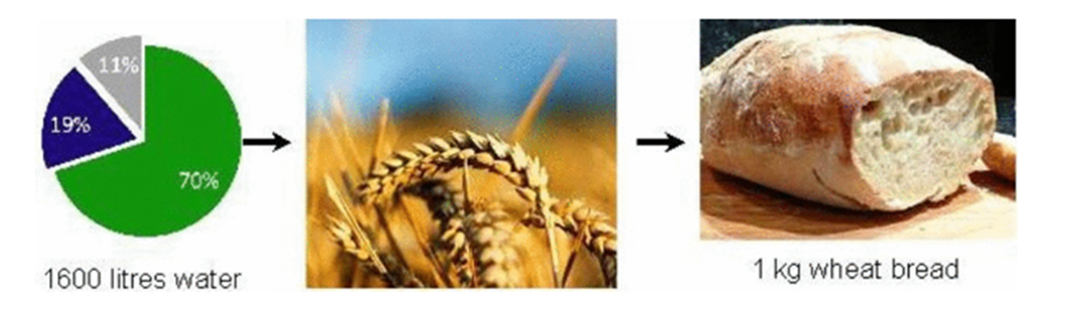 11%
19%
70%
1600 litres water
1 kg wheat bread